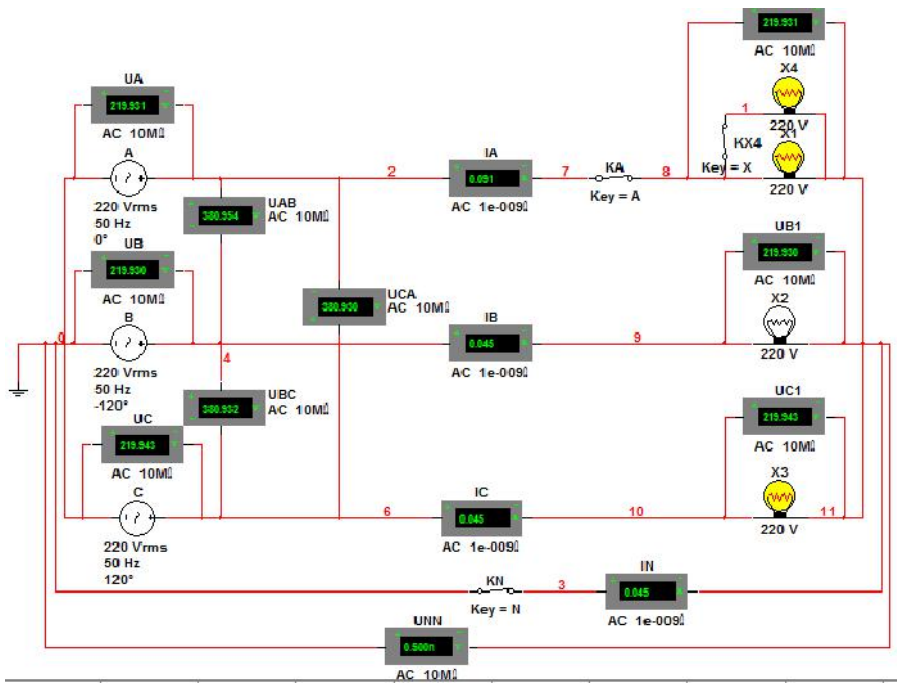 219.931
AC 10MΩ
X4
UA
219.931
AC 10MΩ
1
220 V
KX4
X1
A
2
IA
7
KA
8
Key = X
0.091
220 V
AC 1e-009Ω
Key = A
220 Vrms
50 Hz
0°
UAB
380.954
AC 10MΩ
UB
219.930
AC 10MΩ
UB1
219.930
AC 10MΩ
UCA
380.930
AC 10MΩ
X2
0
B
IB
9
0.045
220 V
AC 1e-009Ω
4
220 Vrms
50 Hz
-120°
UBC
380.932
AC 10MΩ
UC
219.943
AC 10MΩ
UC1
219.943
AC 10MΩ
X3
C
6
IC
10
11
0.045
220 V
AC 1e-009Ω
220 Vrms
50 Hz
120°
KN
3
IN
Key = N
0.045
AC 1e-009Ω
UNN
0.500n
AC 10MΩ